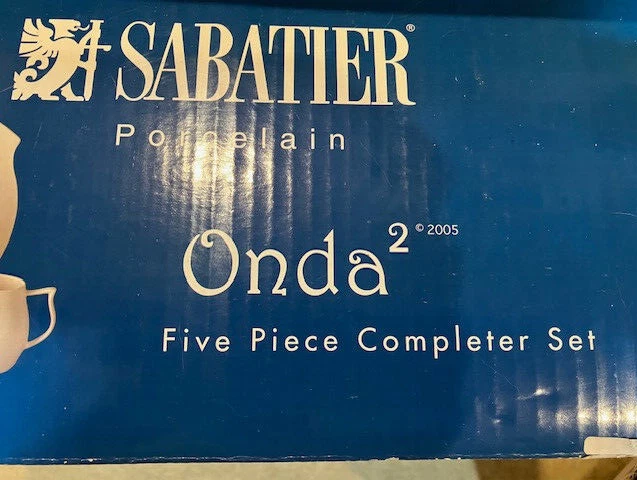 SABATIER®
Porcelain
Onda² © 2005
Five Piece Completer Set